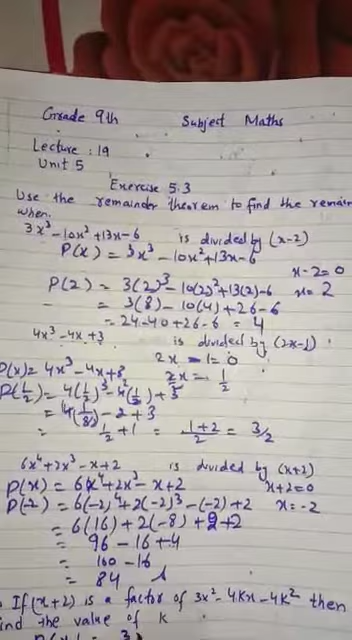 Grade 9th Subject Maths
Lecture : 19
Unit 5
Exercise 5.3
Use the remainder theorem to find the remain
when.
3x³-10x²+13x-6 is divided by (x-2)
P(x) = 3x³-10x²+13x-6
x-2=0
P(2) = 3(2)³-10(2)²+13(2)-6 x=2
= 3(8)-10(4)+26-6
= 24-40+26-6 = 4
4x³-4x+3 is divided by (2x-1)
2x-1=0
P(x)= 4x³-4x+3 2x = 1/2
P(1/2)= 4(1/2)³-4(1/2)+3
= 4(1/8)-2+3
= 1/2+1 = 1+2/2 = 3/2
6x⁴+2x³-x+2 is divided by (x+2)
P(x) = 6x⁴+2x³-x+2 x+2=0
P(-2) = 6(-2)⁴+2(-2)³-(-2)+2 x=-2
= 6(16)+2(-8)+2+2
= 96-16+4
= 100-16
= 84
If (x+2) is a factor of 3x²-4kx-4k² then
find the value of k